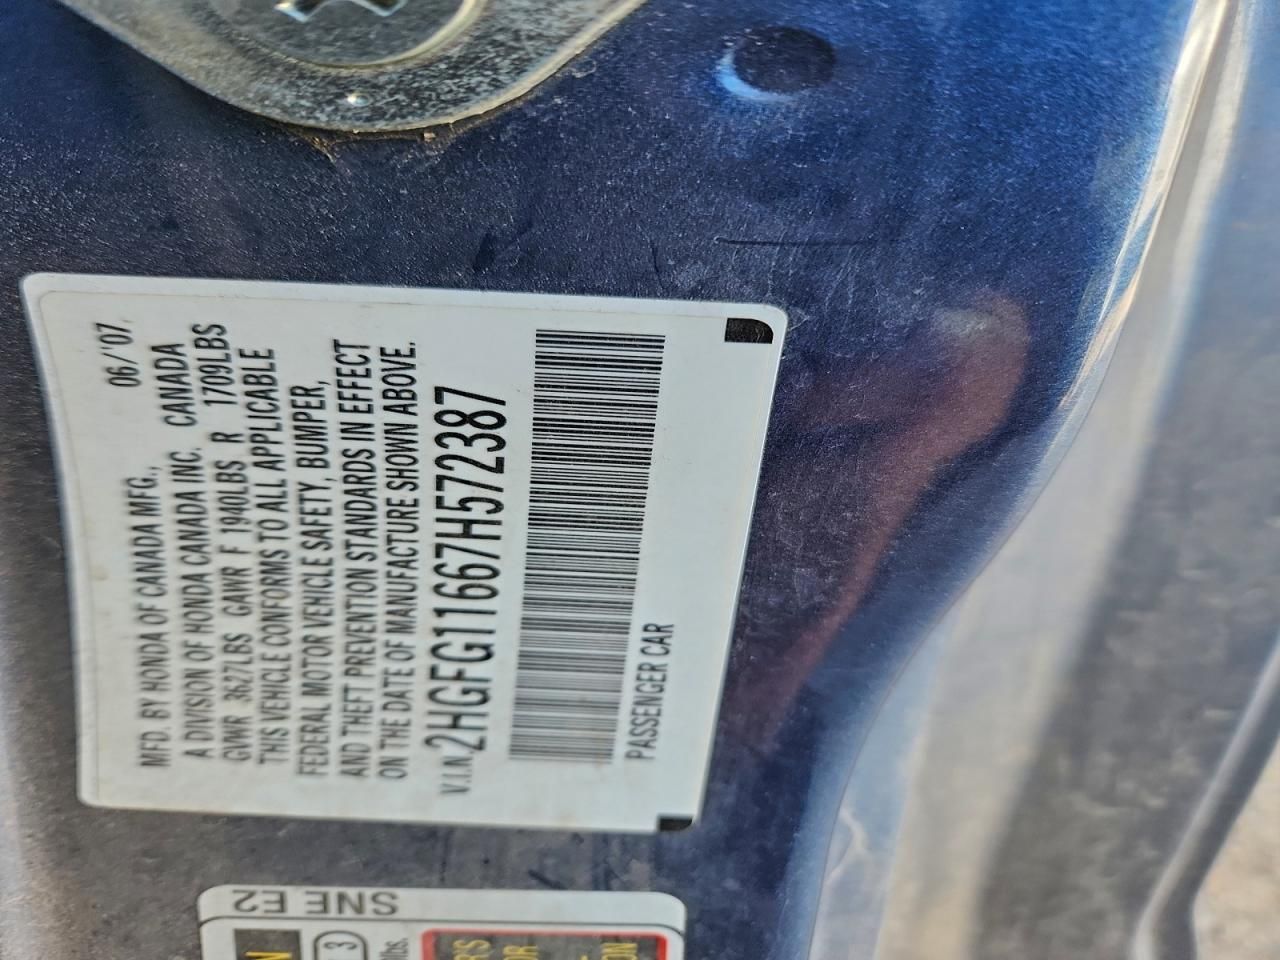 MFD. BY HONDA OF CANADA MFG., 06/'07
A DIVISION OF HONDA CANADA INC. CANADA
GVWR 3627LBS GAWR F 1940LBS R 1709LBS
THIS VEHICLE CONFORMS TO ALL APPLICABLE
FEDERAL MOTOR VEHICLE SAFETY, BUMPER,
AND THEFT PREVENTION STANDARDS IN EFFECT
ON THE DATE OF MANUFACTURE SHOWN ABOVE.
V.I.N. 2HGFG11667H572387
PASSENGER CAR
SNE E2
3
lbs.